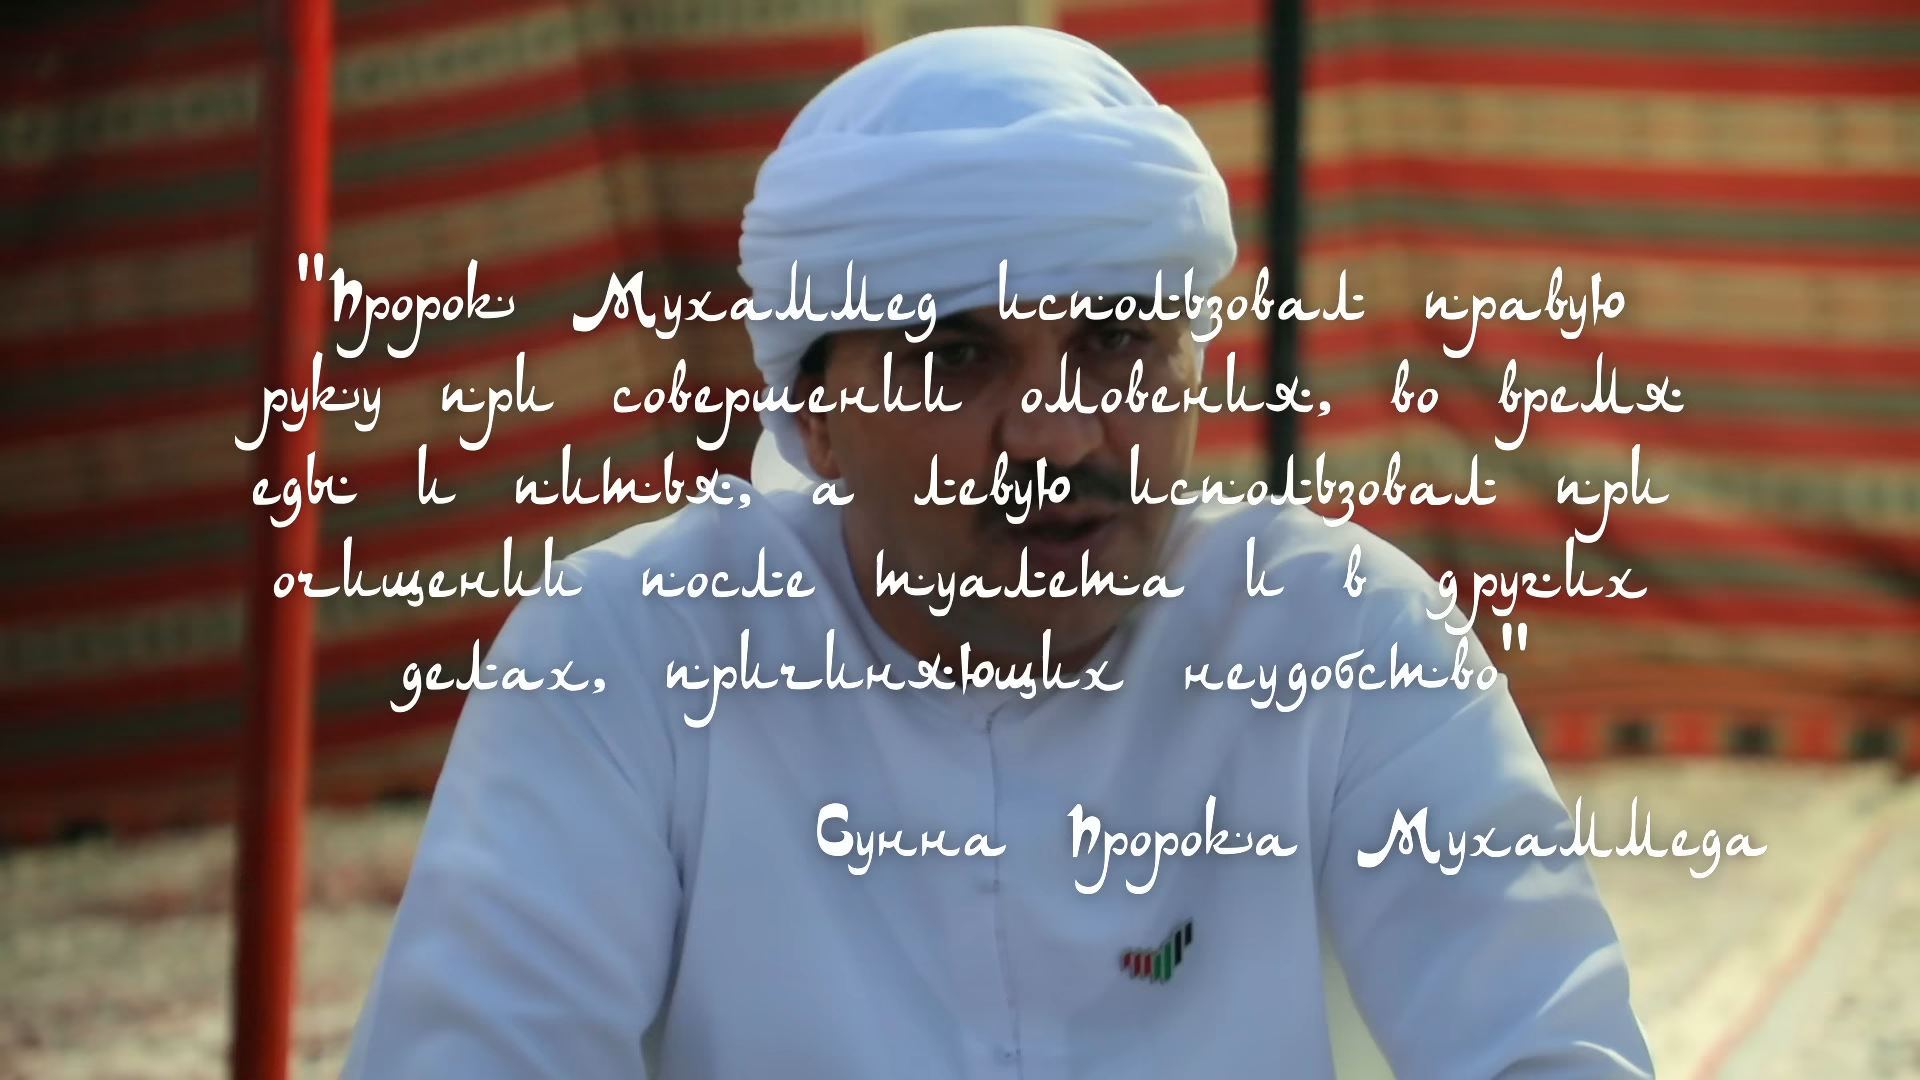 "Пророк Мухаммед использовал правую
руку при совершении омовения, во время
еды и питья, а левую использовал при
очищении после туалета и в других
делах, причиняющих неудобство"
Сунна Пророка Мухаммеда